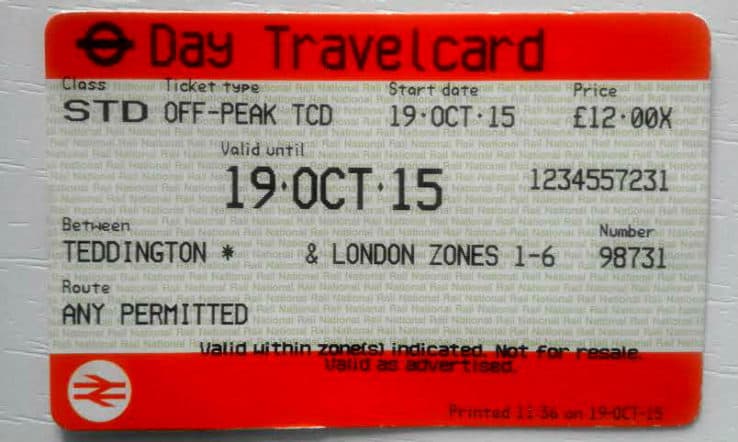 Day Travelcard
Class Ticket type Start date Price
STD OFF-PEAK TCD 19·OCT·15 £12·00X
Valid until
19·OCT·15 1234557231
Between Number
TEDDINGTON * & LONDON ZONES 1-6 98731
Route
ANY PERMITTED
Valid within zone(s) indicated. Not for resale.
Valid as advertised.
Printed 11:36 on 19-OCT-15